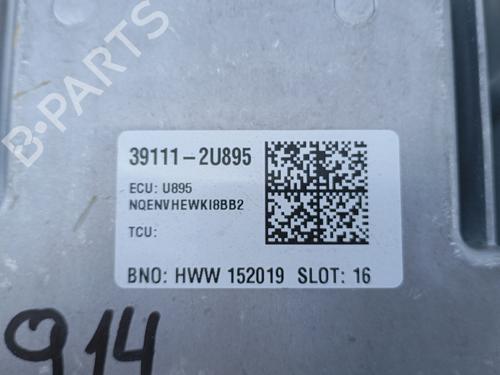 B-PARTS
39111-2U895
ECU: U895
NQENVHEWKI8BB2
TCU:
BNO: HWW 152019 SLOT: 16
914